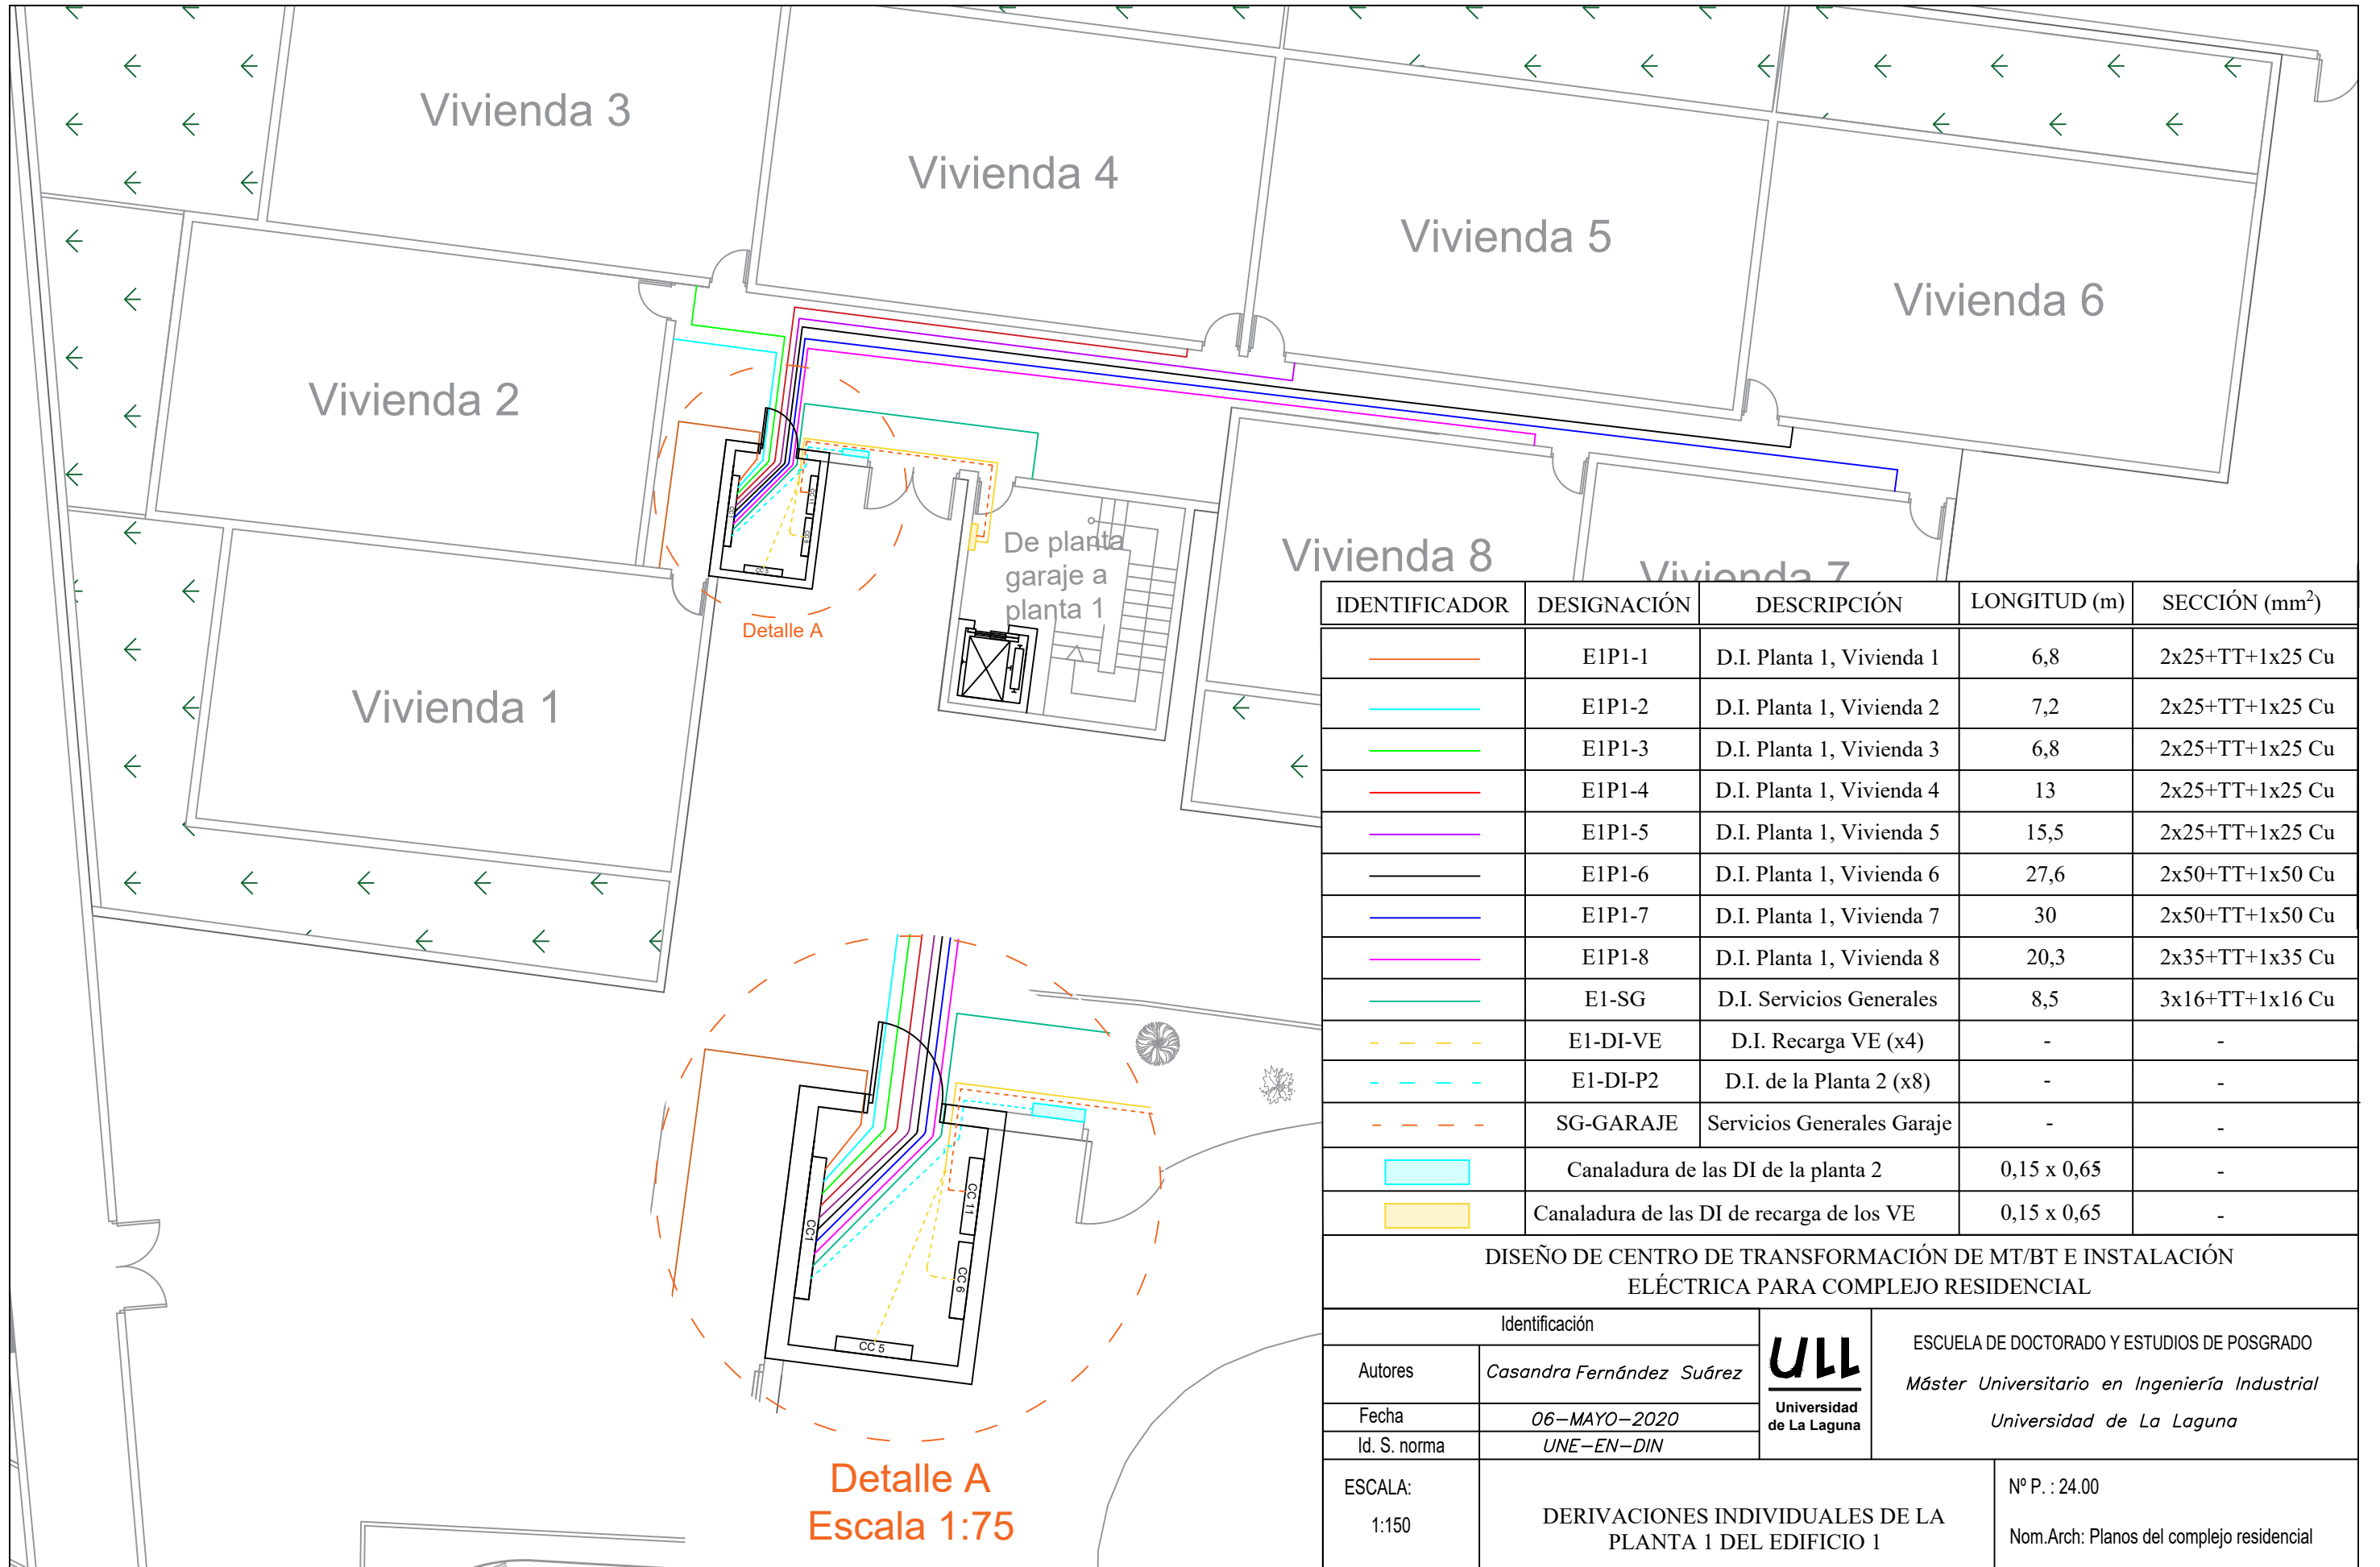 Vivienda 3
Vivienda 4
Vivienda 5
Vivienda 6
Vivienda 2
Vivienda 8
Vivienda 7
Vivienda 1
De planta
garaje a
planta 1
CC1
CC 11
CC 6
CC 5
Detalle A
CC1
CC 11
CC 6
CC 5
Detalle A
Escala 1:75
IDENTIFICADOR DESIGNACIÓN DESCRIPCIÓN LONGITUD (m) SECCIÓN (mm²)
E1P1-1 D.I. Planta 1, Vivienda 1 6,8 2x25+TT+1x25 Cu
E1P1-2 D.I. Planta 1, Vivienda 2 7,2 2x25+TT+1x25 Cu
E1P1-3 D.I. Planta 1, Vivienda 3 6,8 2x25+TT+1x25 Cu
E1P1-4 D.I. Planta 1, Vivienda 4 13 2x25+TT+1x25 Cu
E1P1-5 D.I. Planta 1, Vivienda 5 15,5 2x25+TT+1x25 Cu
E1P1-6 D.I. Planta 1, Vivienda 6 27,6 2x50+TT+1x50 Cu
E1P1-7 D.I. Planta 1, Vivienda 7 30 2x50+TT+1x50 Cu
E1P1-8 D.I. Planta 1, Vivienda 8 20,3 2x35+TT+1x35 Cu
E1-SG D.I. Servicios Generales 8,5 3x16+TT+1x16 Cu
E1-DI-VE D.I. Recarga VE (x4) - -
E1-DI-P2 D.I. de la Planta 2 (x8) - -
SG-GARAJE Servicios Generales Garaje - -
Canaladura de las DI de la planta 2 0,15 x 0,65 -
Canaladura de las DI de recarga de los VE 0,15 x 0,65 -
DISEÑO DE CENTRO DE TRANSFORMACIÓN DE MT/BT E INSTALACIÓN
ELÉCTRICA PARA COMPLEJO RESIDENCIAL
Identificación
Autores Casandra Fernández Suárez
Fecha 06-MAYO-2020
Id. S. norma UNE-EN-DIN
ULL
Universidad
de La Laguna
ESCUELA DE DOCTORADO Y ESTUDIOS DE POSGRADO
Máster Universitario en Ingeniería Industrial
Universidad de La Laguna
ESCALA:
1:150
DERIVACIONES INDIVIDUALES DE LA
PLANTA 1 DEL EDIFICIO 1
Nº P. : 24.00
Nom.Arch: Planos del complejo residencial